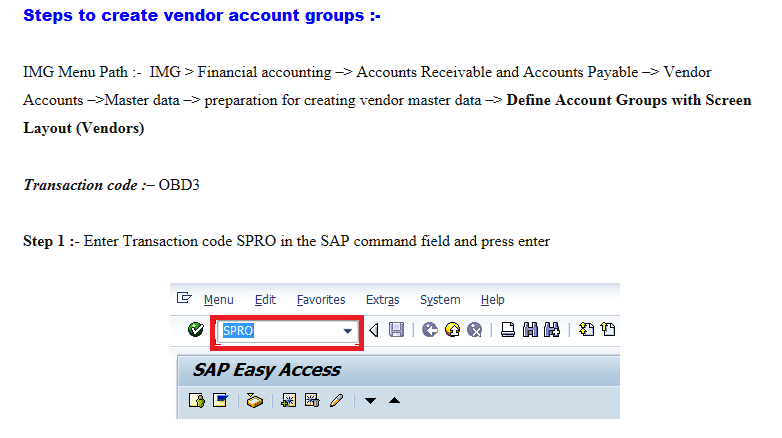 Steps to create vendor account groups :-
IMG Menu Path :-  IMG > Financial accounting –> Accounts Receivable and Accounts Payable –> Vendor
Accounts –>Master data –> preparation for creating vendor master data –> Define Account Groups with Screen
Layout (Vendors)
Transaction code :– OBD3
Step 1 :- Enter Transaction code SPRO in the SAP command field and press enter
Menu Edit Favorites Extras System Help
SPRO
SAP Easy Access